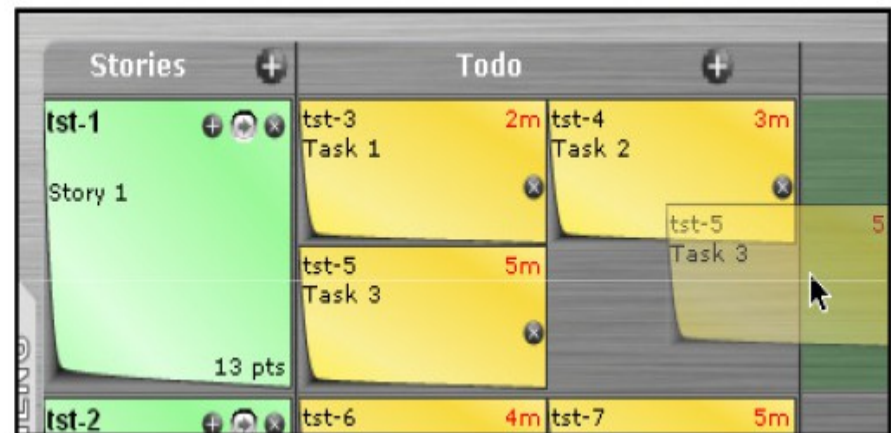 Stories
Todo
tst-1
tst-3 2m
Task 1
tst-4 3m
Task 2
Story 1
13 pts
tst-5 5m
Task 3
tst-5 5
Task 3
tst-2
tst-6 4m
tst-7 5m